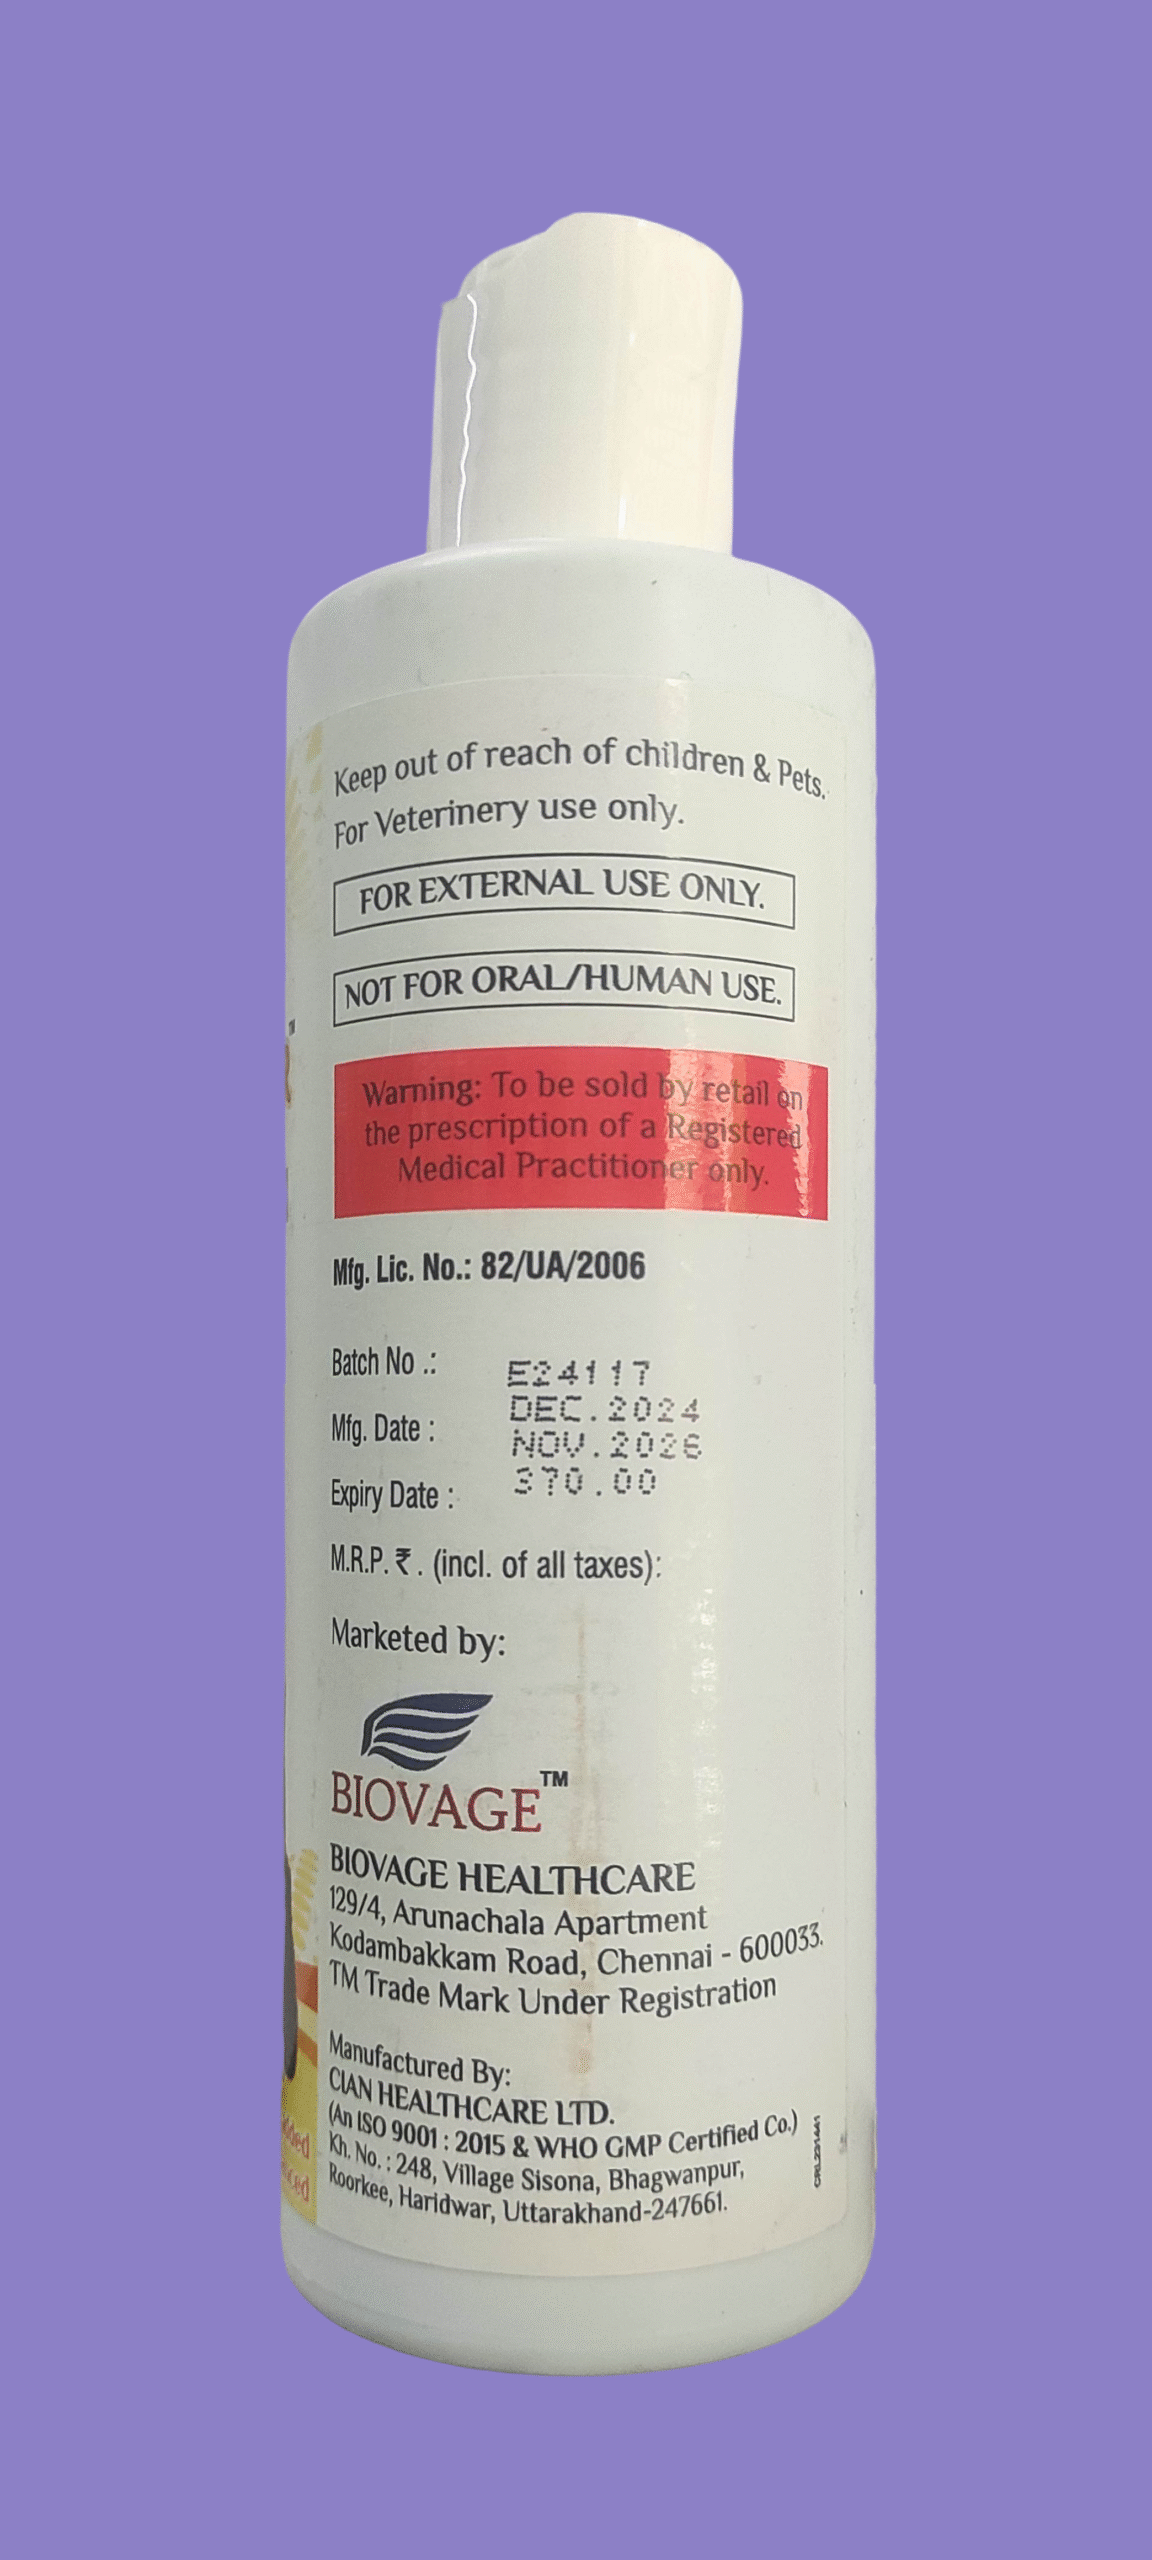 Keep out of reach of children & Pets.
For Veterinery use only.
FOR EXTERNAL USE ONLY.
NOT FOR ORAL/HUMAN USE.
Warning: To be sold by retail on
the prescription of a Registered
Medical Practitioner only.
Mfg. Lic. No.: 82/UA/2006
Batch No .: E24117
Mfg. Date : DEC.2024
Expiry Date : NOV.2026
M.R.P. ₹ . (incl. of all taxes): 370.00
Marketed by:
BIOVAGE™
BIOVAGE HEALTHCARE
129/4, Arunachala Apartment
Kodambakkam Road, Chennai - 600033.
TM Trade Mark Under Registration
Manufactured By:
CIAN HEALTHCARE LTD.
(An ISO 9001 : 2015 & WHO GMP Certified Co.)
Kh. No. : 248, Village Sisona, Bhagwanpur,
Roorkee, Haridwar, Uttarakhand-247661.
TM